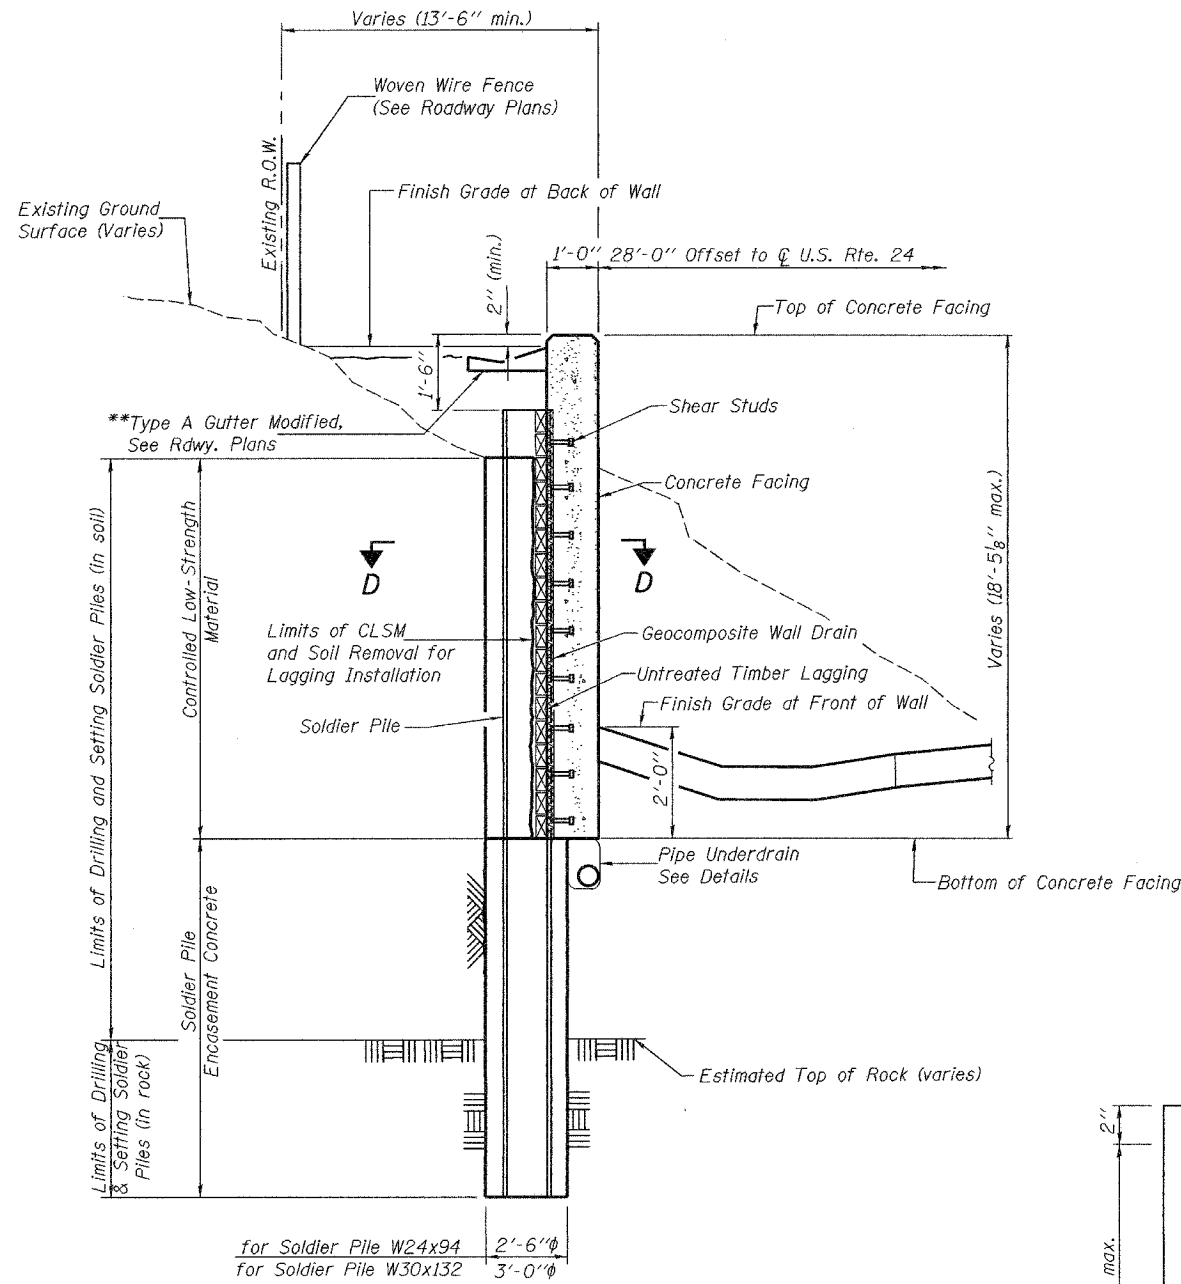 Varies (13'-6" min.)
Woven Wire Fence
(See Roadway Plans)
Existing R.O.W.
Finish Grade at Back of Wall
Existing Ground
Surface (Varies)
2" (min.)
1'-0"
28'-0" Offset to ℄ U.S. Rte. 24
Top of Concrete Facing
1'-6"
**Type A Gutter Modified,
See Rdwy. Plans
Shear Studs
Concrete Facing
Varies (18'-5⅛" max.)
Limits of Drilling and Setting Soldier Piles (in soil)
Controlled Low-Strength
Material
D
D
Limits of CLSM
and Soil Removal for
Lagging Installation
Geocomposite Wall Drain
Untreated Timber Lagging
Finish Grade at Front of Wall
Soldier Pile
2'-0"
Pipe Underdrain
See Details
Bottom of Concrete Facing
Soldier Pile
Encasement Concrete
Limits of Drilling
& Setting Soldier
Piles (in rock)
Estimated Top of Rock (varies)
2"
max.
for Soldier Pile W24x94 2'-6"ϕ
for Soldier Pile W30x132 3'-0"ϕ